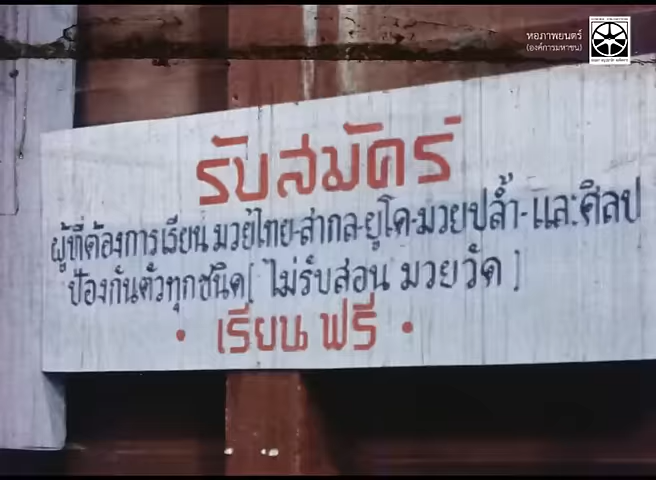 หอภาพยนตร์
(องค์การมหาชน)
รับสมัคร์
ผู้ที่ต้องการเรียน มวยไทย-สากล-ยูโด-มวยปล้ำ-และศิลป
ป้องกันตัวทุกชนิด [ ไม่รับสอน มวยวัด ]
• เรียน ฟรี •